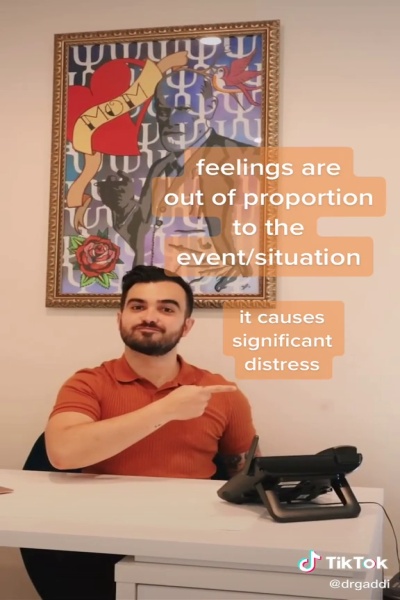 MOM
feelings are
out of proportion
to the
event/situation
it causes
significant
distress
TikTok
@drgaddi